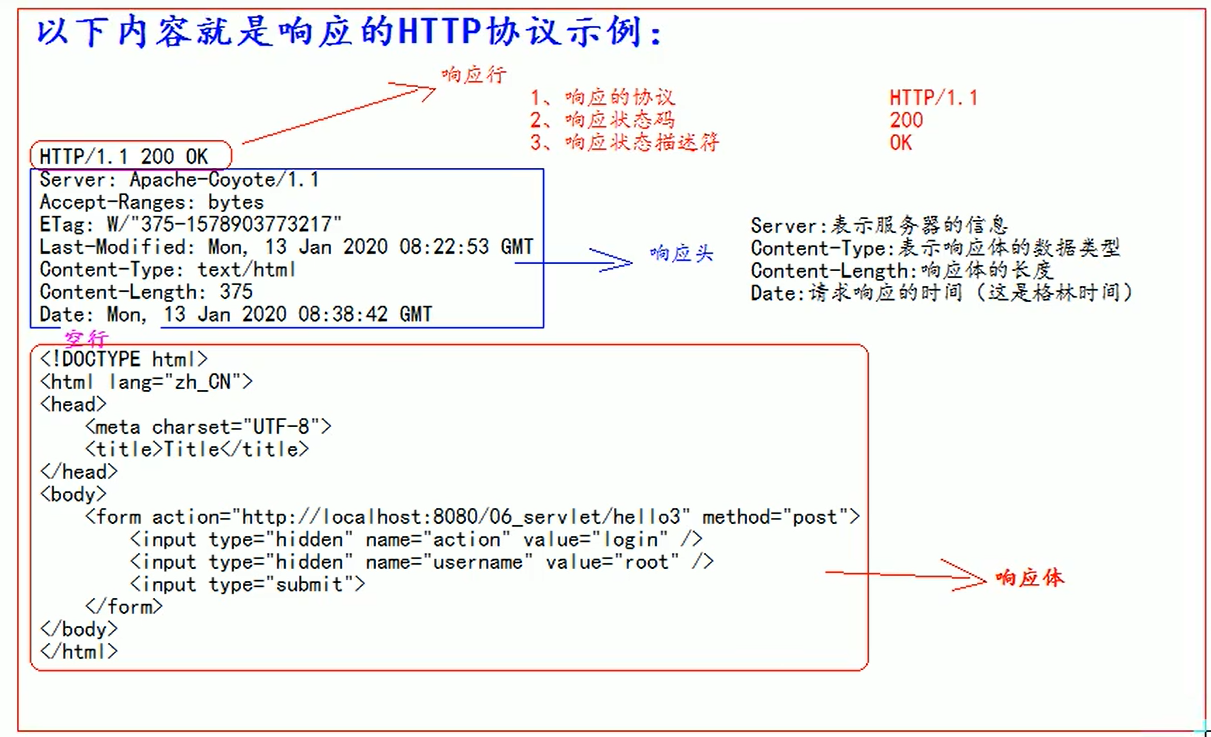 以下内容就是响应的HTTP协议示例：
响应行
1、响应的协议 HTTP/1.1
2、响应状态码 200
3、响应状态描述符 OK
HTTP/1.1 200 OK
Server: Apache-Coyote/1.1
Accept-Ranges: bytes
ETag: W/"375-1578903773217"
Last-Modified: Mon, 13 Jan 2020 08:22:53 GMT
Content-Type: text/html
Content-Length: 375
Date: Mon, 13 Jan 2020 08:38:42 GMT
响应头
Server:表示服务器的信息
Content-Type:表示响应体的数据类型
Content-Length:响应体的长度
Date:请求响应的时间（这是格林时间）
空行
<!DOCTYPE html>
<html lang="zh_CN">
<head>
<meta charset="UTF-8">
<title>Title</title>
</head>
<body>
<form action="http://localhost:8080/06_servlet/hello3" method="post">
<input type="hidden" name="action" value="login" />
<input type="hidden" name="username" value="root" />
<input type="submit">
</form>
</body>
</html>
响应体